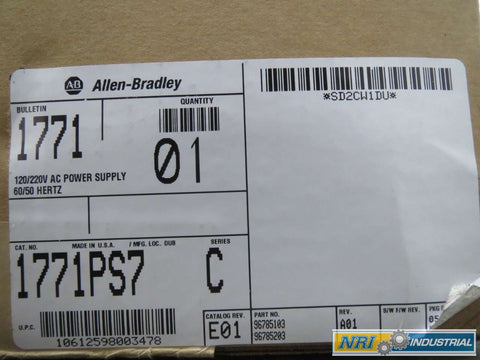 AB Allen-Bradley
*SD2CW1DU*
BULLETIN
QUANTITY
1771
01
120/220V AC POWER SUPPLY
60/50 HERTZ
CAT. NO.
MADE IN U.S.A. / MFG. LOC. DUB
SERIES
1771PS7
C
U.P.C.
10612598003478
CATALOG REV.
E01
PART NO.
96785103
96785203
REV.
A01
S/W F/W REV.
PKG
05
NRI INDUSTRIAL